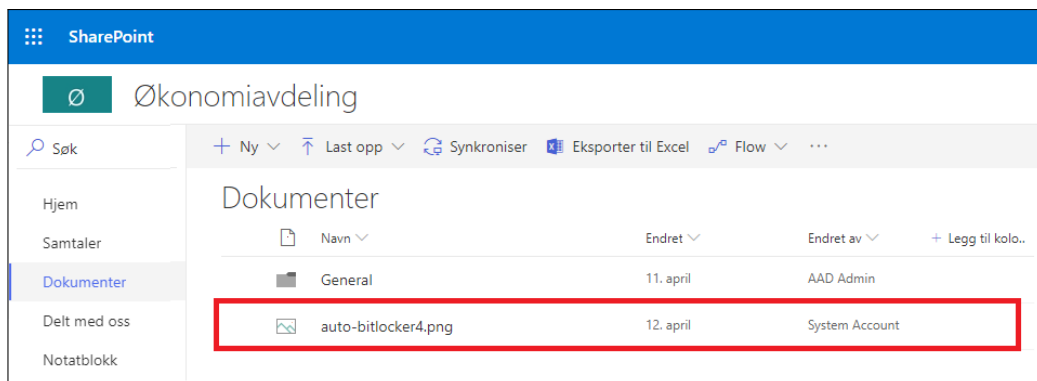 SharePoint
Ø Økonomiavdeling
Søk
Ny Last opp Synkroniser Eksporter til Excel Flow ...
Dokumenter
Navn Endret Endret av + Legg til kolo..
General 11. april AAD Admin
auto-bitlocker4.png 12. april System Account
Hjem
Samtaler
Dokumenter
Delt med oss
Notatblokk